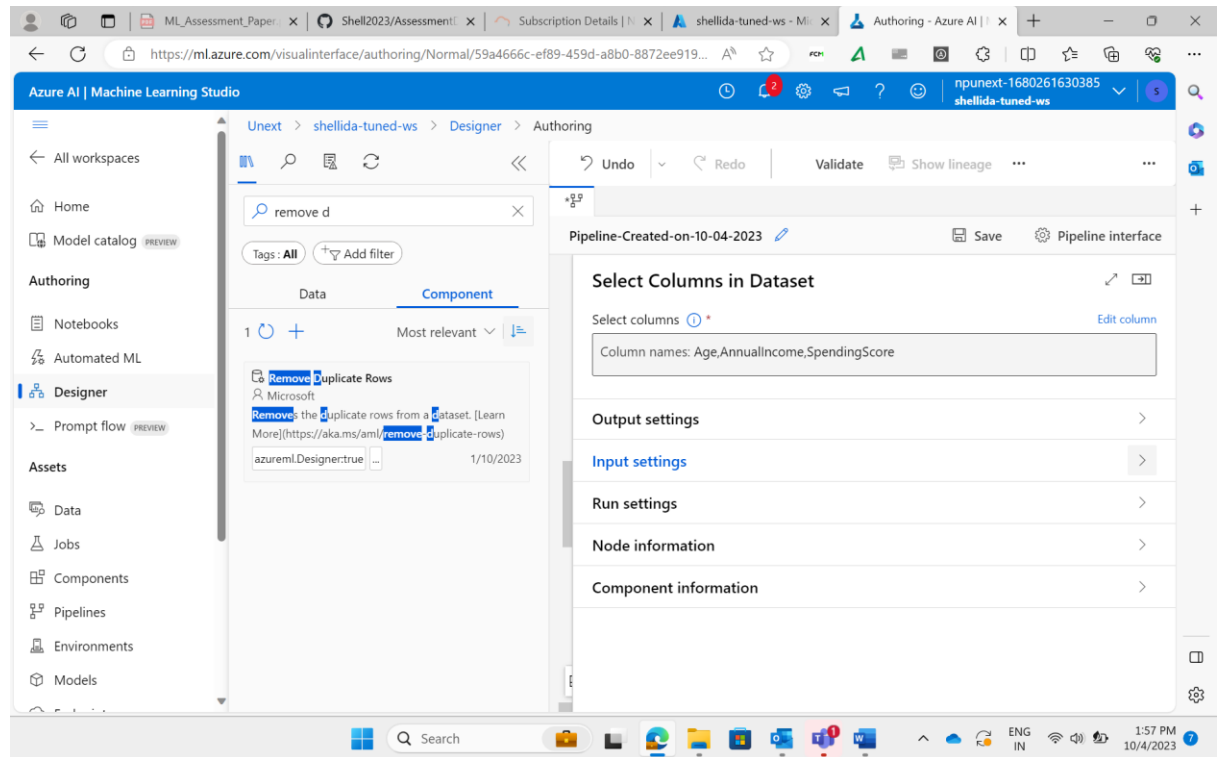 ML_Assessment_Paper.
Shell2023/AssessmentD
Subscription Details | N
shellida-tuned-ws - Mic
Authoring - Azure AI |
https://ml.azure.com/visualinterface/authoring/Normal/59a4666c-ef89-459d-a8b0-8872ee919...
FCM
Azure AI | Machine Learning Studio
2
npunext-1680261630385
shellida-tuned-ws
S
Unext > shellida-tuned-ws > Designer > Authoring
All workspaces
Home
Model catalog PREVIEW
Authoring
Notebooks
Automated ML
Designer
Prompt flow PREVIEW
Assets
Data
Jobs
Components
Pipelines
Environments
Models
remove d
Tags : All
Add filter
Data
Component
1
Most relevant
Remove Duplicate Rows
Microsoft
Removes the duplicate rows from a dataset. [Learn
More](https://aka.ms/aml/remove-duplicate-rows)
azureml.Designer:true
...
1/10/2023
Undo
Redo
Validate
Show lineage
Pipeline-Created-on-10-04-2023
Save
Pipeline interface
Select Columns in Dataset
Select columns *
Edit column
Column names: Age,AnnualIncome,SpendingScore
Output settings
Input settings
Run settings
Node information
Component information
Search
1
ENG
IN
1:57 PM
10/4/2023
7